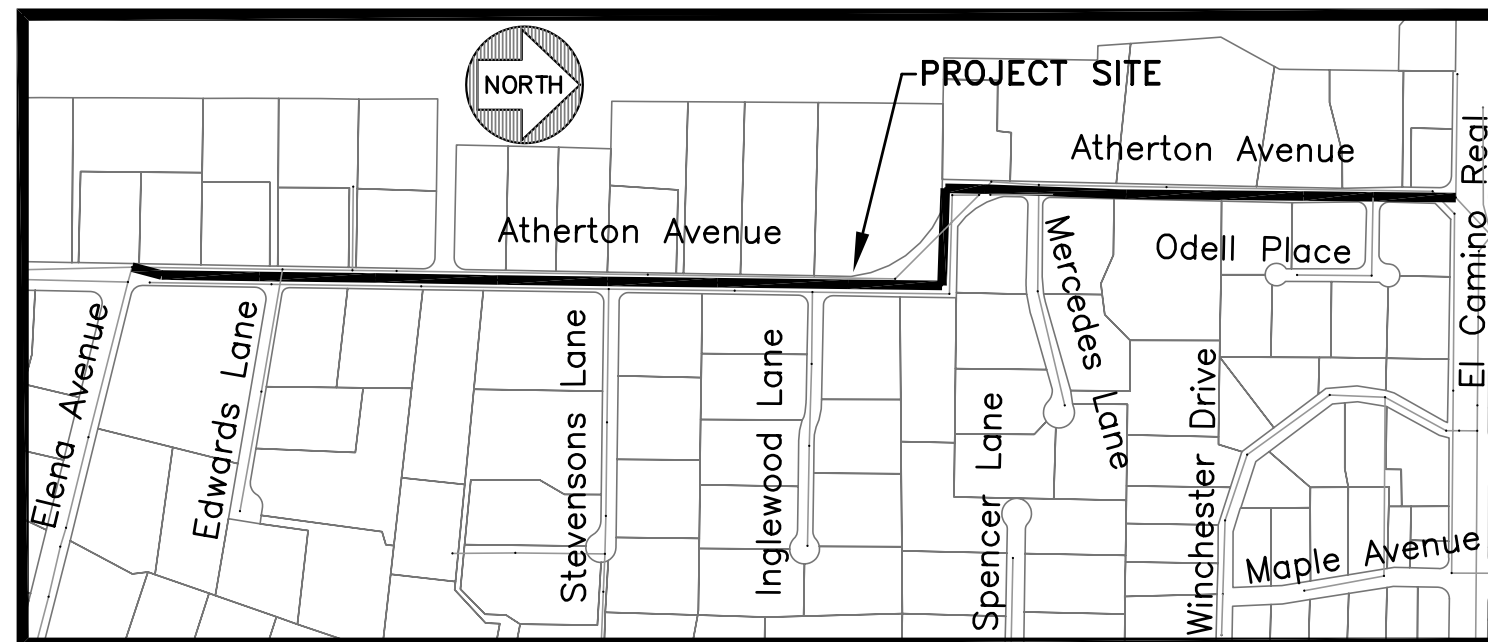 NORTH
PROJECT SITE
Atherton Avenue
Atherton Avenue
Elena Avenue
Edwards Lane
Stevensons Lane
Inglewood Lane
Spencer Lane
Mercedes
Lane
Odell Place
Winchester Drive
Maple Avenue
El Camino Real